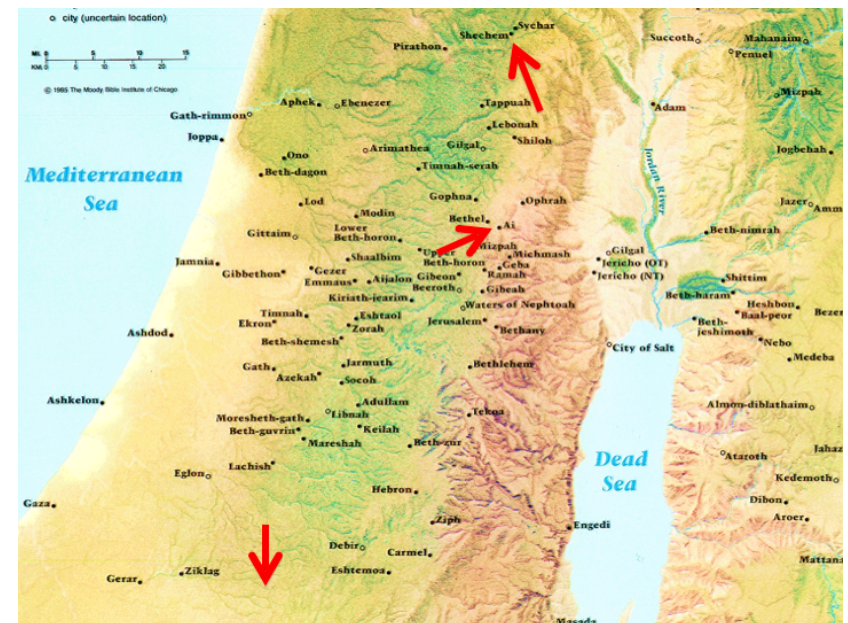 city (uncertain location)
Sychar
Shechem
Succoth
Mahanaim
Pirathon
Penuel
MI. 0 5 10 15
KM. 0 5 10 15
© 1985 The Moody Bible Institute of Chicago
Mizpah
Aphek
Ebenezer
Tappuah
Adam
Gath-rimmon
Lebonah
Joppa
Arimathea
Gilgal
Shiloh
Jogbehah
Ono
Jordan River
Beth-dagon
Timnah-serah
Mediterranean
Sea
Gophna
Ophrah
Lod
Jazer
Amm
Modin
Bethel
Ai
Lower
Beth-horon
Gittaim
Beth-nimrah
Mizpah
Upper
Beth-horon
Michmash
Gilgal
Jamnia
Shaalbim
Jericho (OT)
Gibbethon
Gezer
Geba
Jericho (NT)
Emmaus
Aijalon
Gibeon
Ramah
Shittim
Beeroth
Gibeah
Kiriath-jearim
Beth-haram
Waters of Nephtoah
Heshbon
Timnah
Eshtaol
Jerusalem
Baal-peor
Bezer
Ekron
Zorah
Bethany
Beth-
jeshimoth
Ashdod
Beth-shemesh
City of Salt
Nebo
Medeba
Gath
Jarmuth
Bethlehem
Azekah
Socoh
Ashkelon
Adullam
Almon-diblathaim
Moresheth-gath
Libnah
Tekoa
Beth-guvrin
Keilah
Mareshah
Beth-zur
Jahaz
Ataroth
Dead
Sea
Lachish
Eglon
Kedemoth
Hebron
Dibon
Gaza
Aroer
Ziph
Engedi
Debir
Carmel
Mattana
Ziklag
Eshtemoa
Gerar
Masada